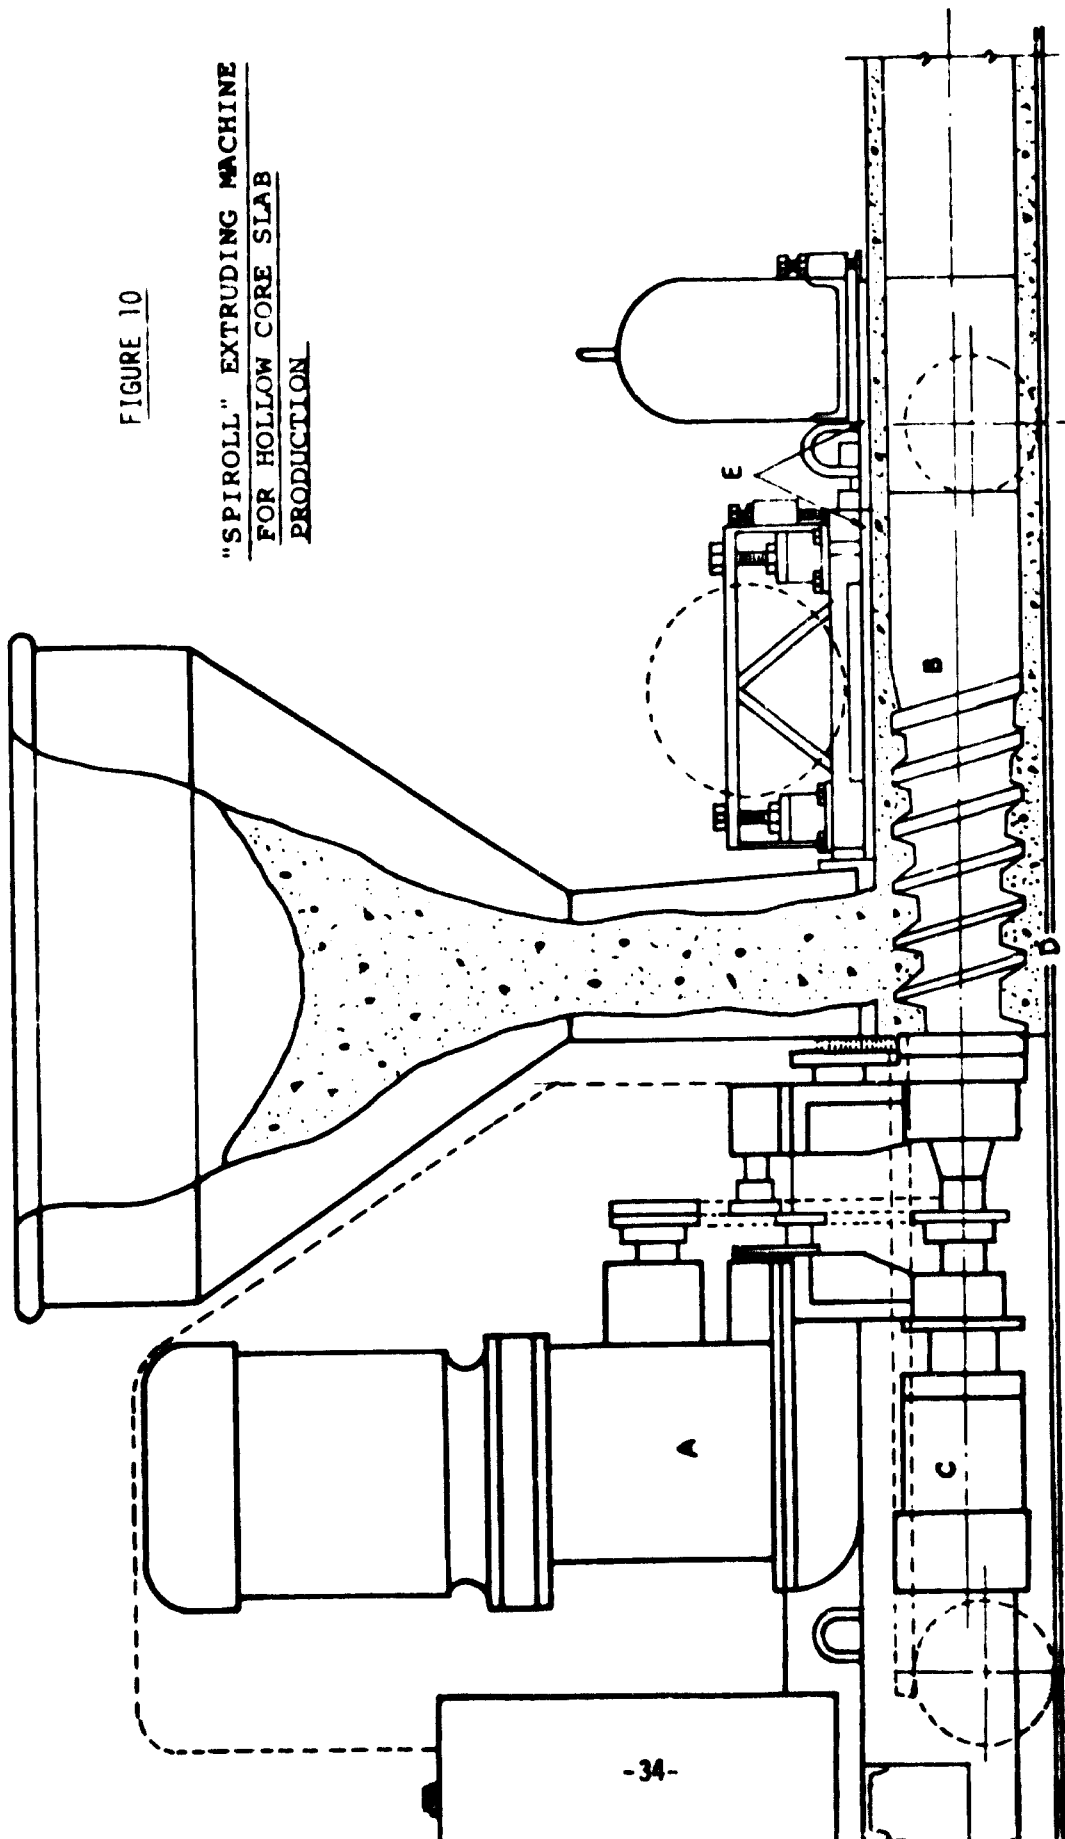 FIGURE 10
"SPIROLL" EXTRUDING MACHINE
FOR HOLLOW CORE SLAB
PRODUCTION
E
B
D
A
C
-34-